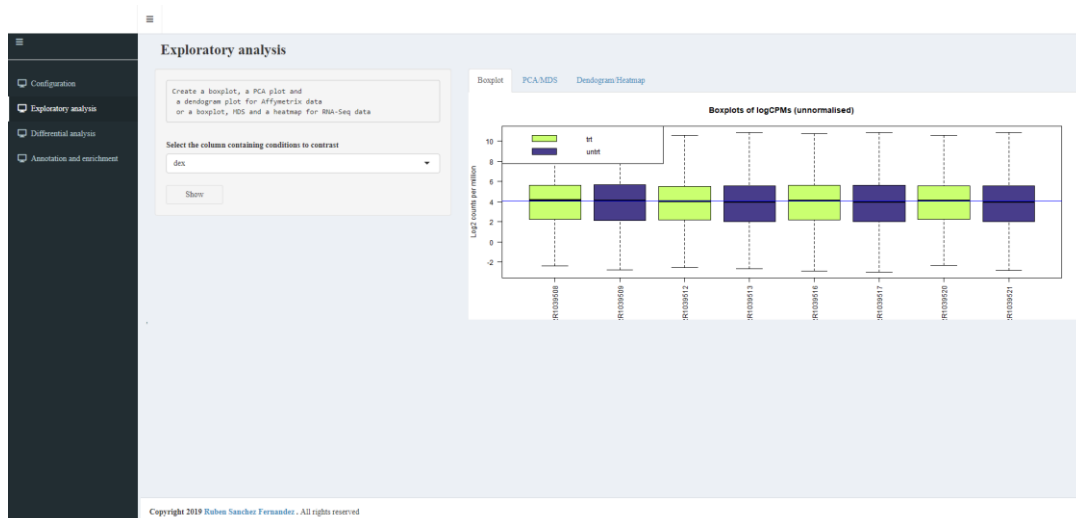 Exploratory analysis
Configuration
Exploratory analysis
Differential analysis
Annotation and enrichment
Create a boxplot, a PCA plot and
a dendogram plot for Affymetrix data
or a boxplot, MDS and a heatmap for RNA-Seq data
Select the column containing conditions to contrast
dex
Show
Boxplot PCA/MDS Dendogram/Heatmap
Boxplots of logCPMs (unnormalised)
trt
untrt
Log2 counts per million
10
8
6
4
2
0
-2
R1039508
R1039509
R1039512
R1039513
R1039516
R1039517
R1039520
R1039521
Copyright 2019 Ruben Sanchez Fernandez . All rights reserved